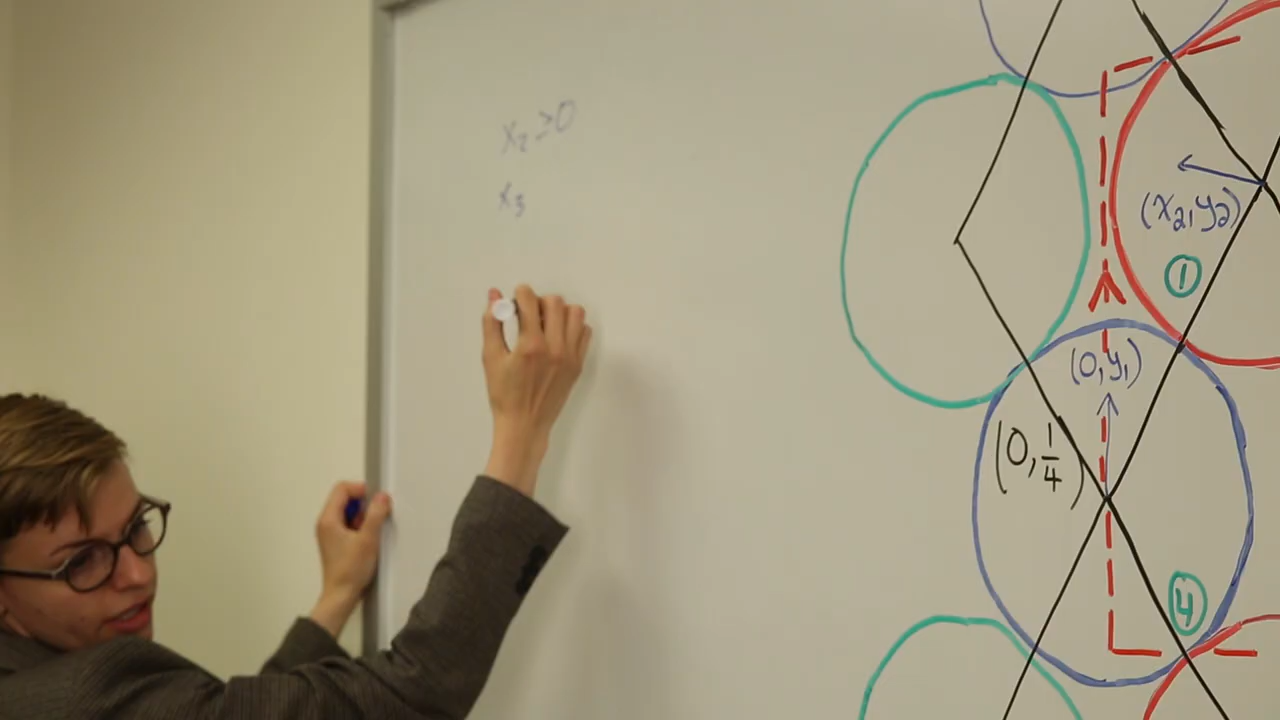 x₂ ≥0
x₃
(x₂,y₂)
①
(0,y₁)
(0,1/4)
④